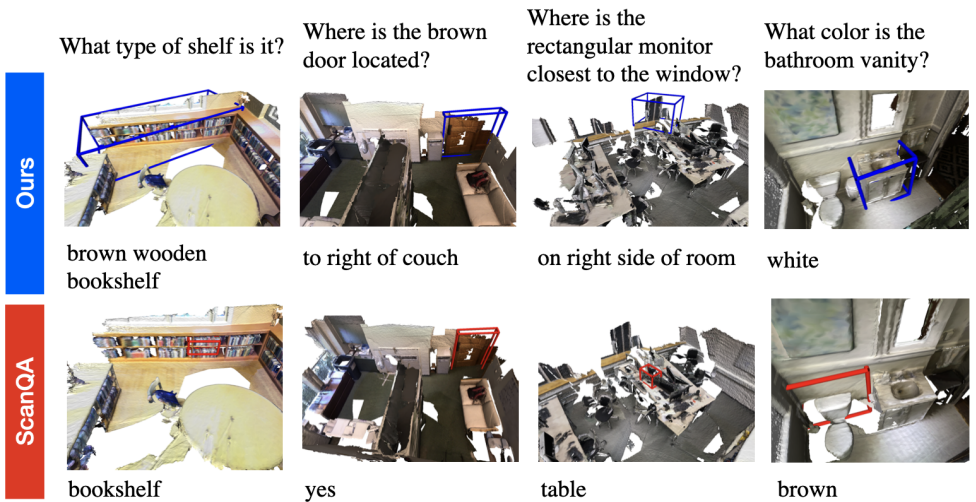 What type of shelf is it?
Where is the brown
door located?
Where is the
rectangular monitor
closest to the window?
What color is the
bathroom vanity?
Ours
brown wooden
bookshelf
to right of couch
on right side of room
white
ScanQA
bookshelf
yes
table
brown